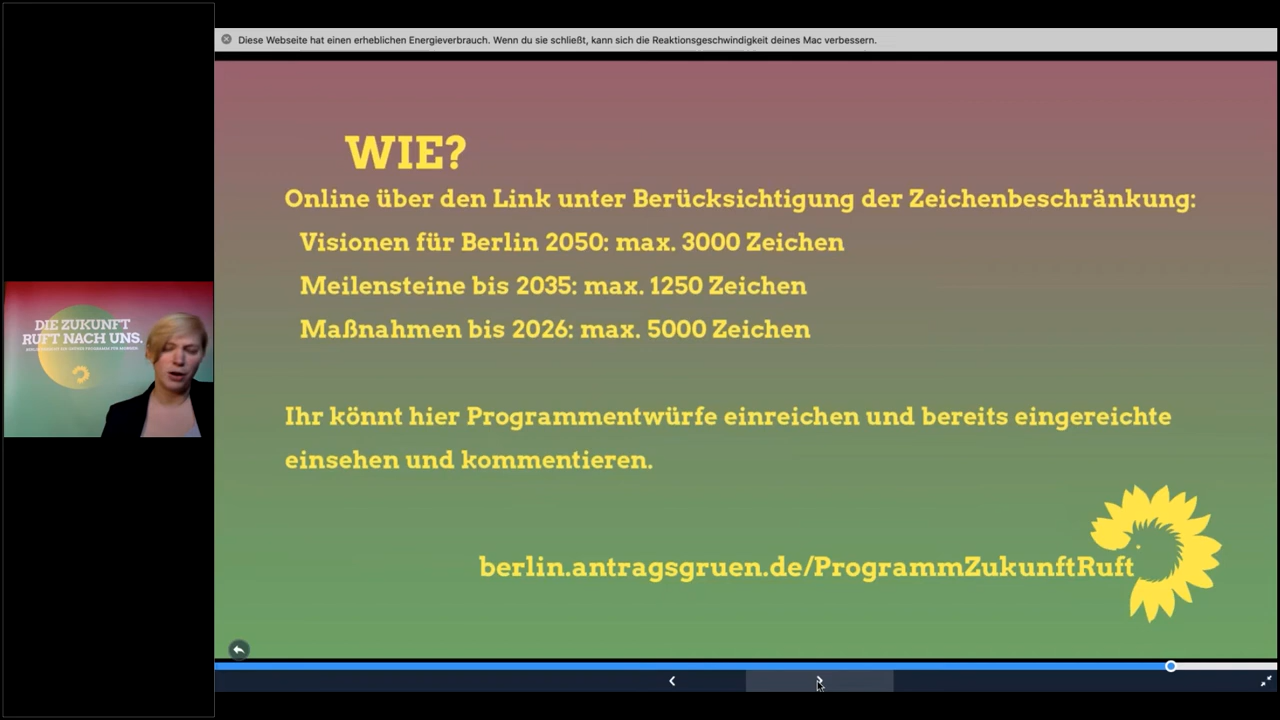 Diese Webseite hat einen erheblichen Energieverbrauch. Wenn du sie schließt, kann sich die Reaktionsgeschwindigkeit deines Mac verbessern.
WIE?
Online über den Link unter Berücksichtigung der Zeichenbeschränkung:
Visionen für Berlin 2050: max. 3000 Zeichen
Meilensteine bis 2035: max. 1250 Zeichen
Maßnahmen bis 2026: max. 5000 Zeichen
Ihr könnt hier Programmentwürfe einreichen und bereits eingereichte
einsehen und kommentieren.
berlin.antragsgruen.de/ProgrammZukunftRuft
DIE ZUKUNFT
RUFT NACH UNS.